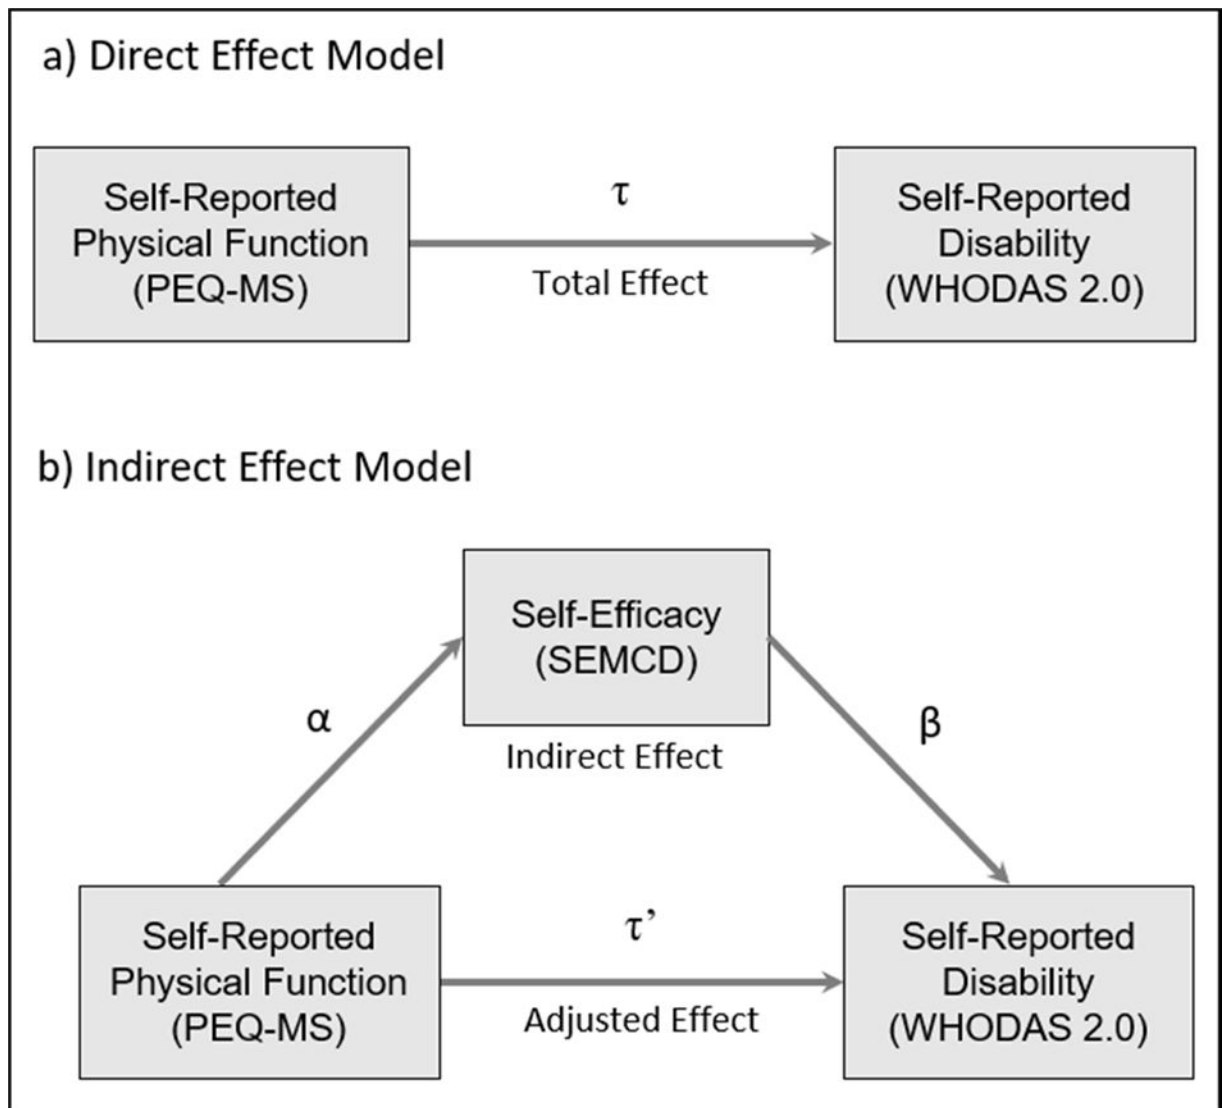 a) Direct Effect Model
Self-Reported
Physical Function
(PEQ-MS)
τ
Total Effect
Self-Reported
Disability
(WHODAS 2.0)
b) Indirect Effect Model
Self-Efficacy
(SEMCD)
Indirect Effect
α
β
Self-Reported
Physical Function
(PEQ-MS)
τ’
Adjusted Effect
Self-Reported
Disability
(WHODAS 2.0)